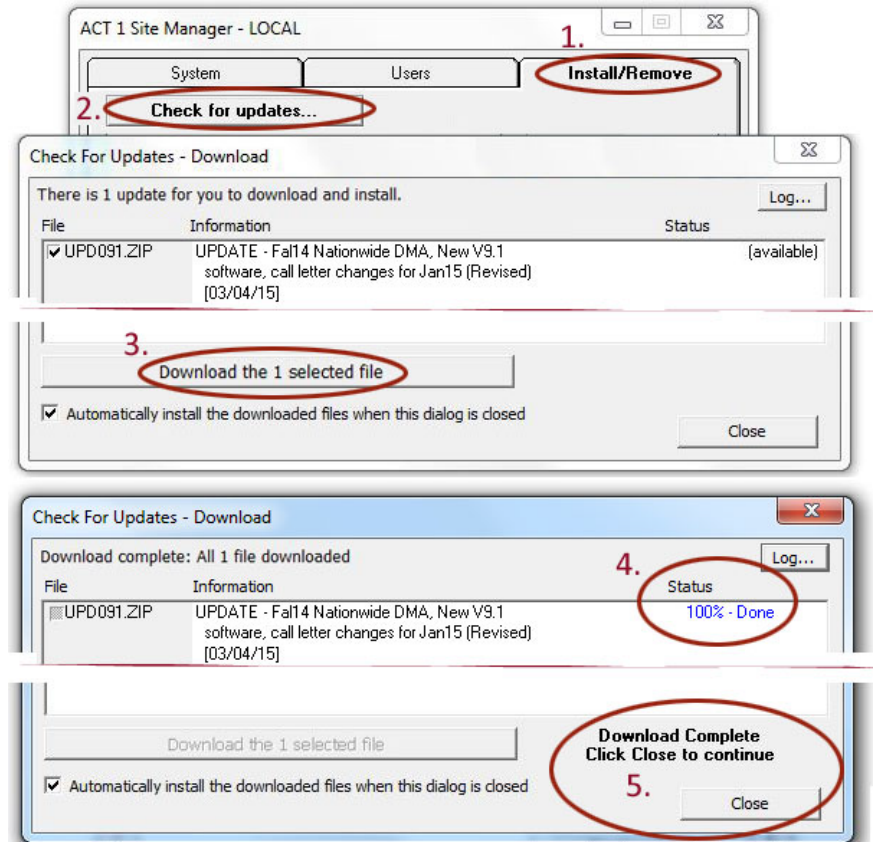 ACT 1 Site Manager - LOCAL
1.
System Users Install/Remove
2. Check for updates...
Check For Updates - Download
There is 1 update for you to download and install. Log...
File Information Status
UPD091.ZIP UPDATE - Fal14 Nationwide DMA, New V9.1 (available)
software, call letter changes for Jan15 (Revised)
[03/04/15]
3.
Download the 1 selected file
Automatically install the downloaded files when this dialog is closed
Close
Check For Updates - Download
Download complete: All 1 file downloaded 4. Log...
File Information Status
UPD091.ZIP UPDATE - Fal14 Nationwide DMA, New V9.1 100% - Done
software, call letter changes for Jan15 (Revised)
[03/04/15]
Download the 1 selected file Download Complete
Click Close to continue
Automatically install the downloaded files when this dialog is closed 5.
Close